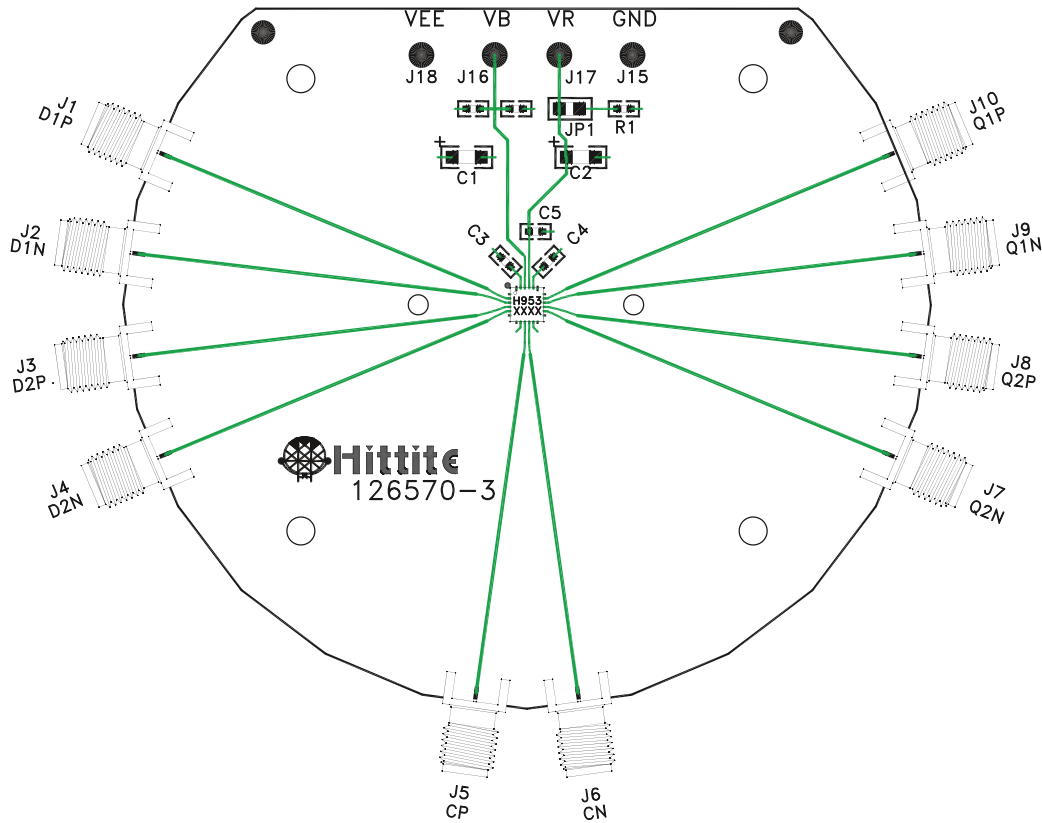 VEE VB VR GND
J18 J16 J17 J15
JP1 R1
+ +
C1 C2
J1
D1P
J10
Q1P
C5
C3 C4
J2
D1N
J9
Q1N
H953
XXXX
J3
D2P
J8
Q2P
Hittite
126570-3
J4
D2N
J7
Q2N
J5
CP
J6
CN